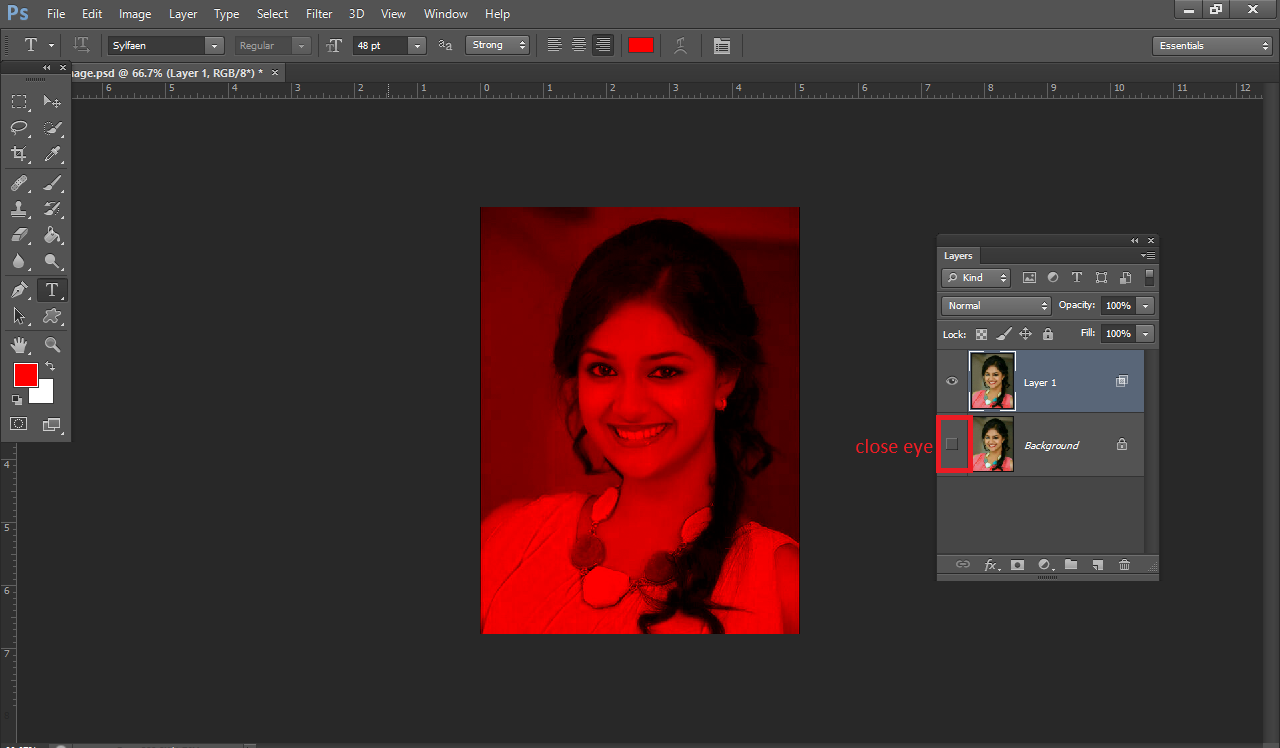 Ps File Edit Image Layer Type Select Filter 3D View Window Help
T Sylfaen Regular 48 pt aa Strong Essentials
mage.psd @ 66.7% (Layer 1, RGB/8*) * ×
6 5 4 3 2 1 0 1 2 3 4 5 6 7 8 9 10 11 12
Layers
Kind
Normal Opacity: 100%
Lock: Fill: 100%
Layer 1
close eye Background
4
5
6
7
fx